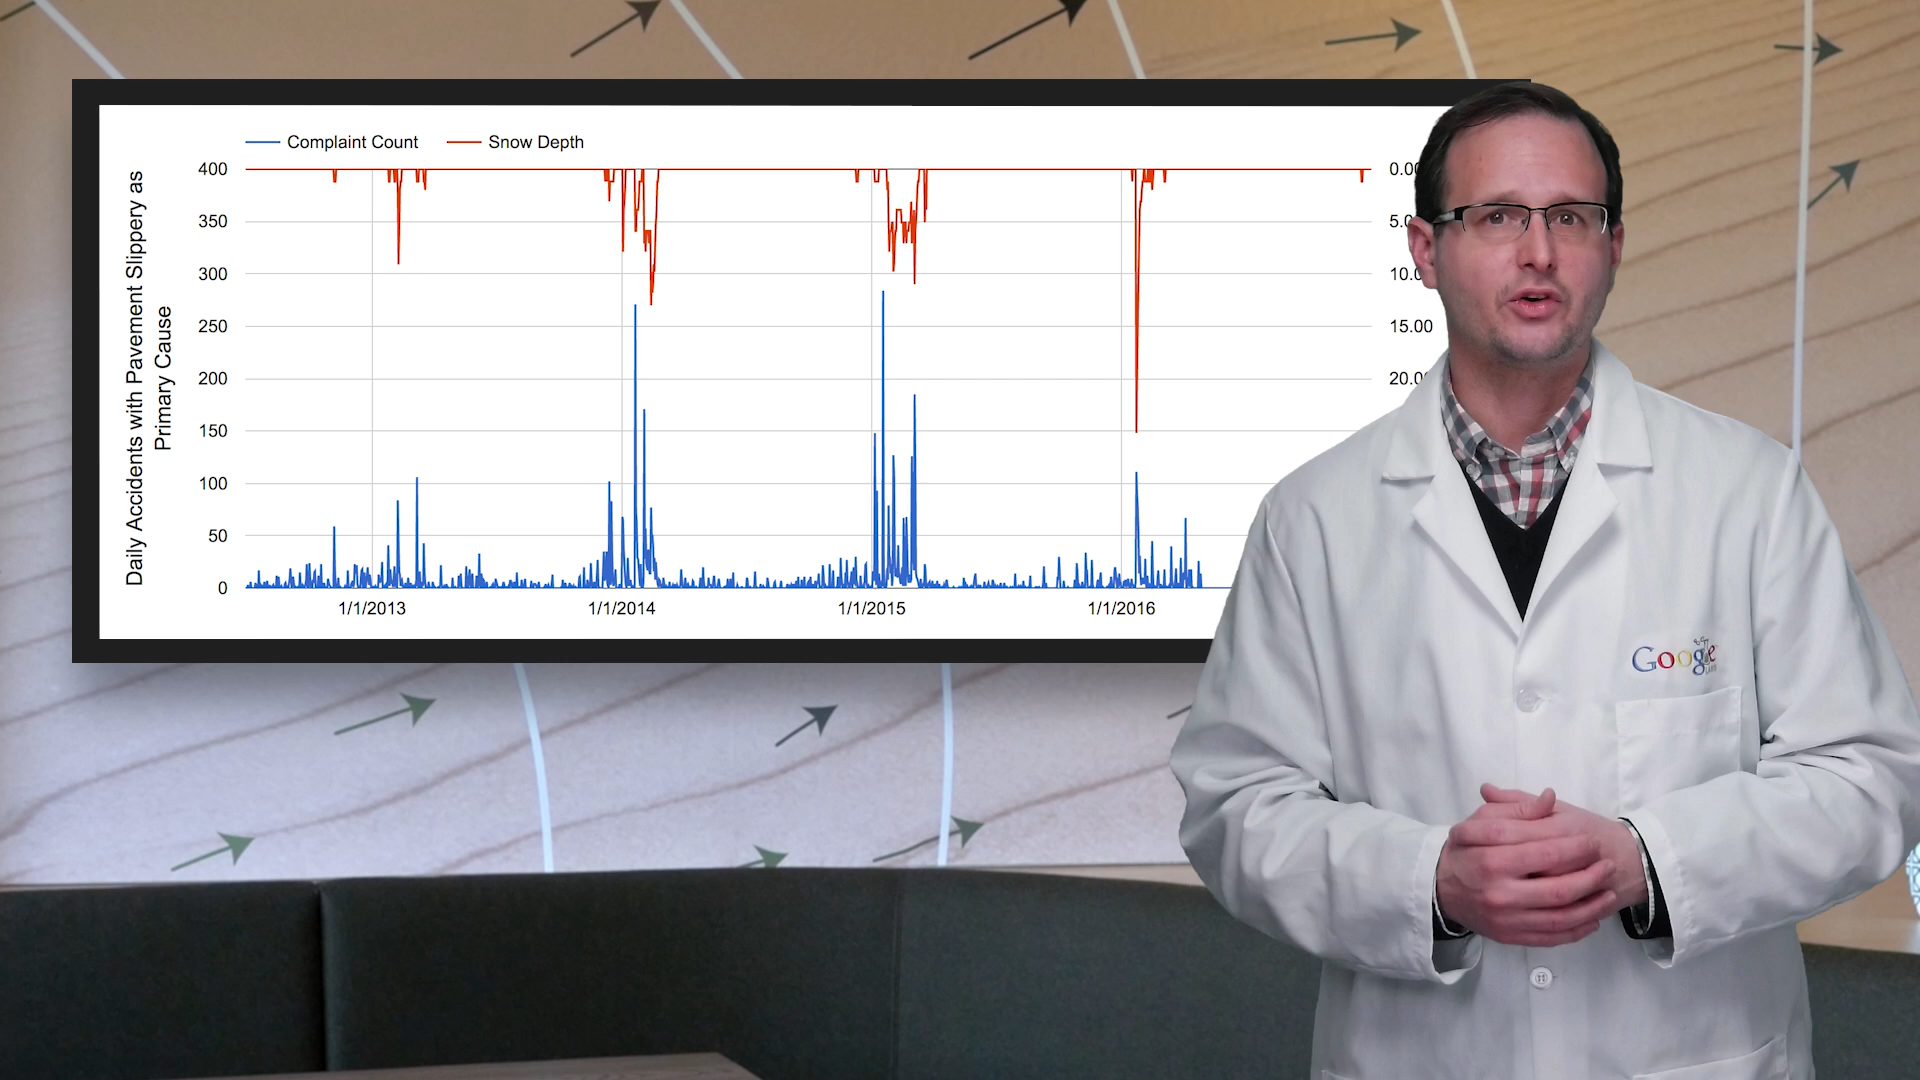 Complaint Count
Snow Depth
Daily Accidents with Pavement Slippery as
Primary Cause
400
350
300
250
200
150
100
50
0
15.00
1/1/2013
1/1/2014
1/1/2015
1/1/2016
Google